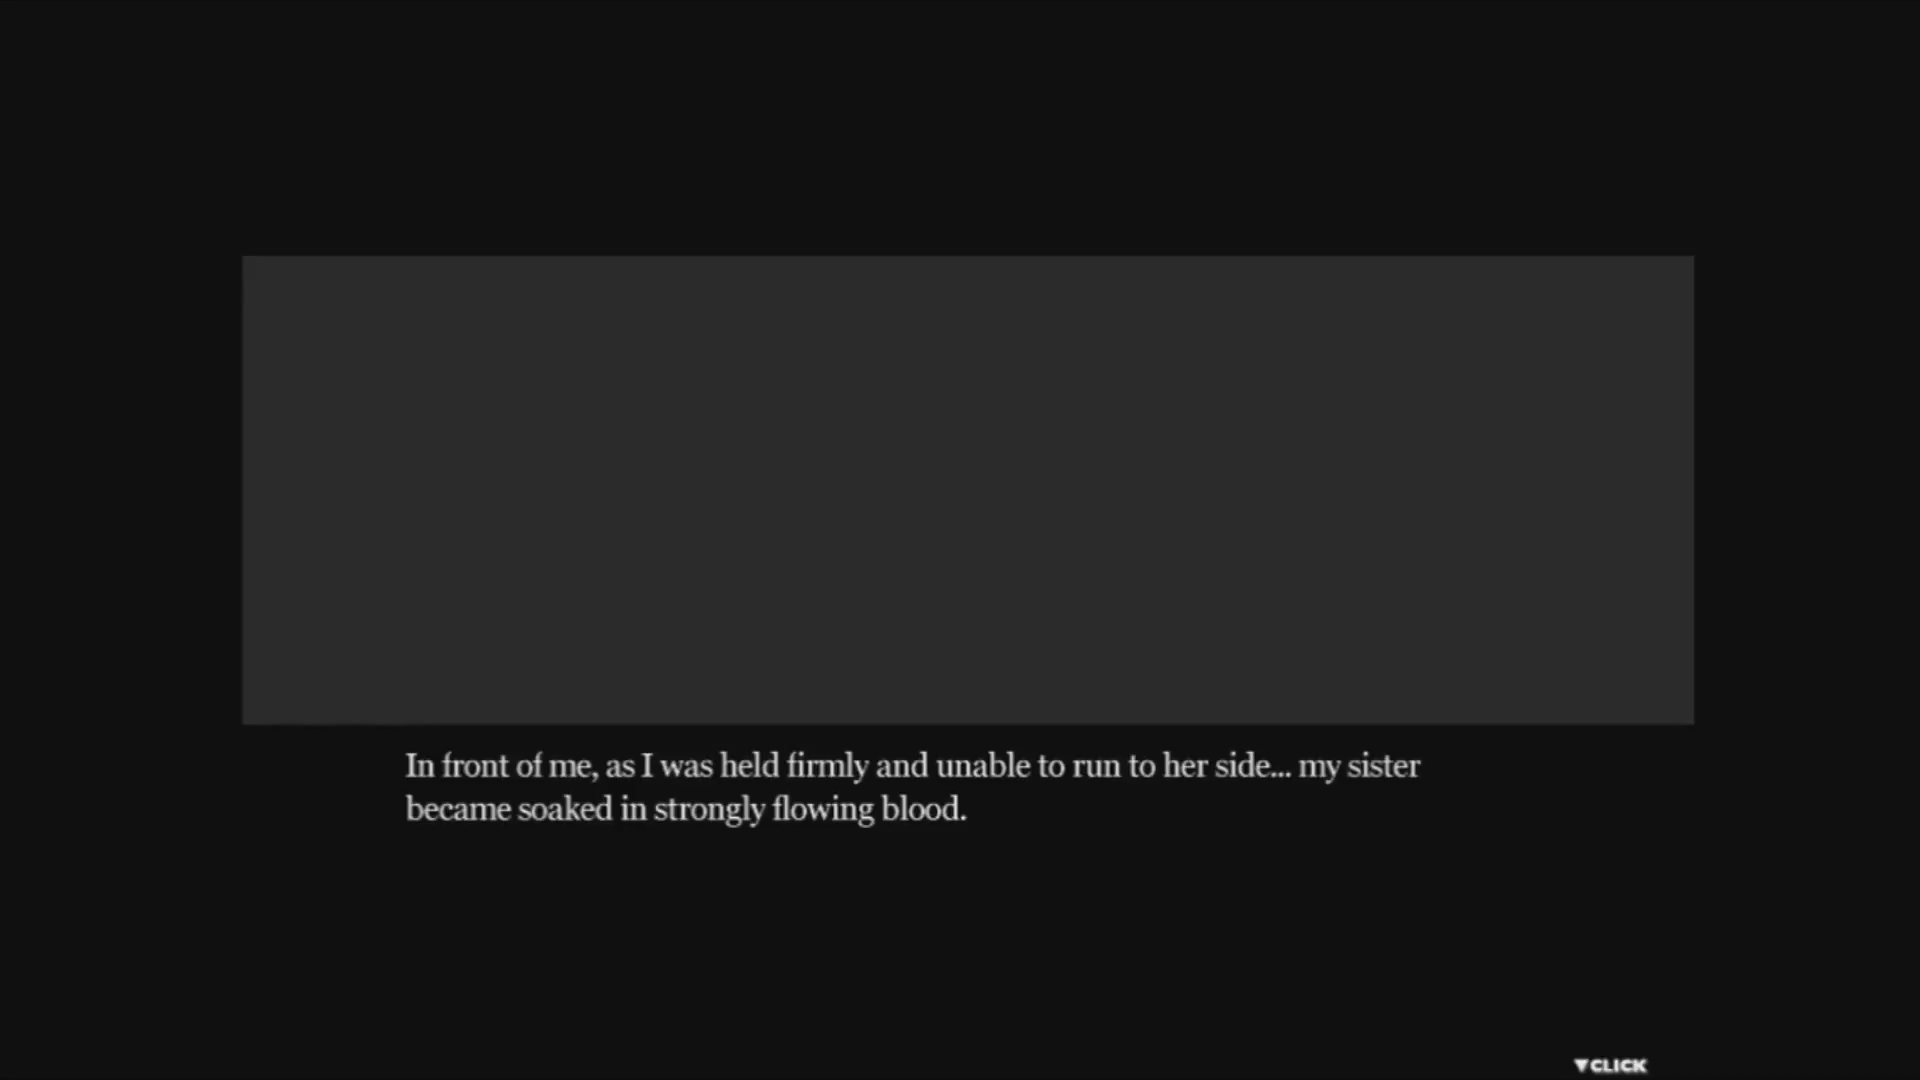 In front of me, as I was held firmly and unable to run to her side... my sister
became soaked in strongly flowing blood.
▼CLICK